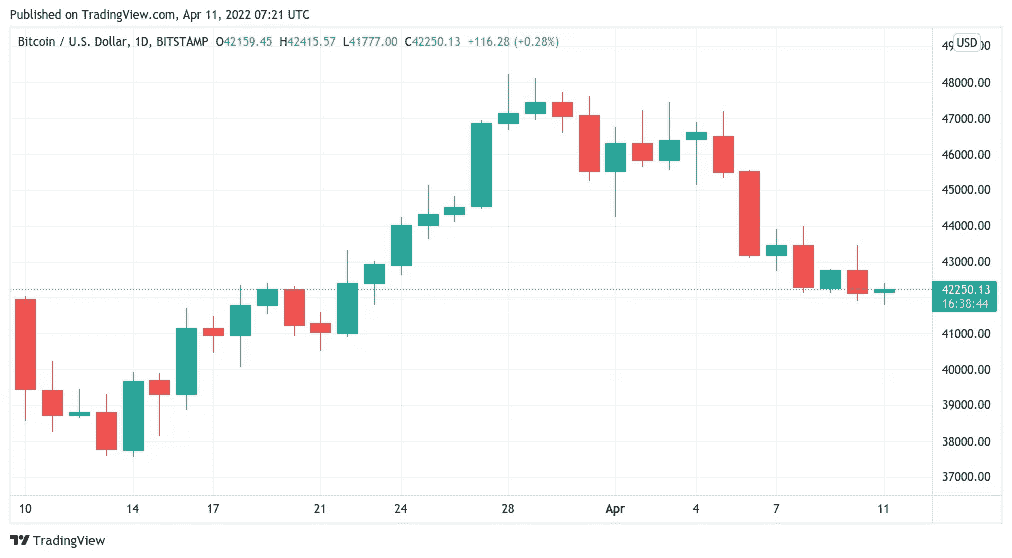 Published on TradingView.com, Apr 11, 2022 07:21 UTC
Bitcoin / U.S. Dollar, 1D, BITSTAMP O42159.45 H42415.57 L41777.00 C42250.13 +116.28 (+0.28%)
USD
48000.00
47000.00
46000.00
45000.00
44000.00
43000.00
42250.13
16:38:44
41000.00
40000.00
39000.00
38000.00
37000.00
10 14 17 21 24 28 Apr 4 7 11
TradingView